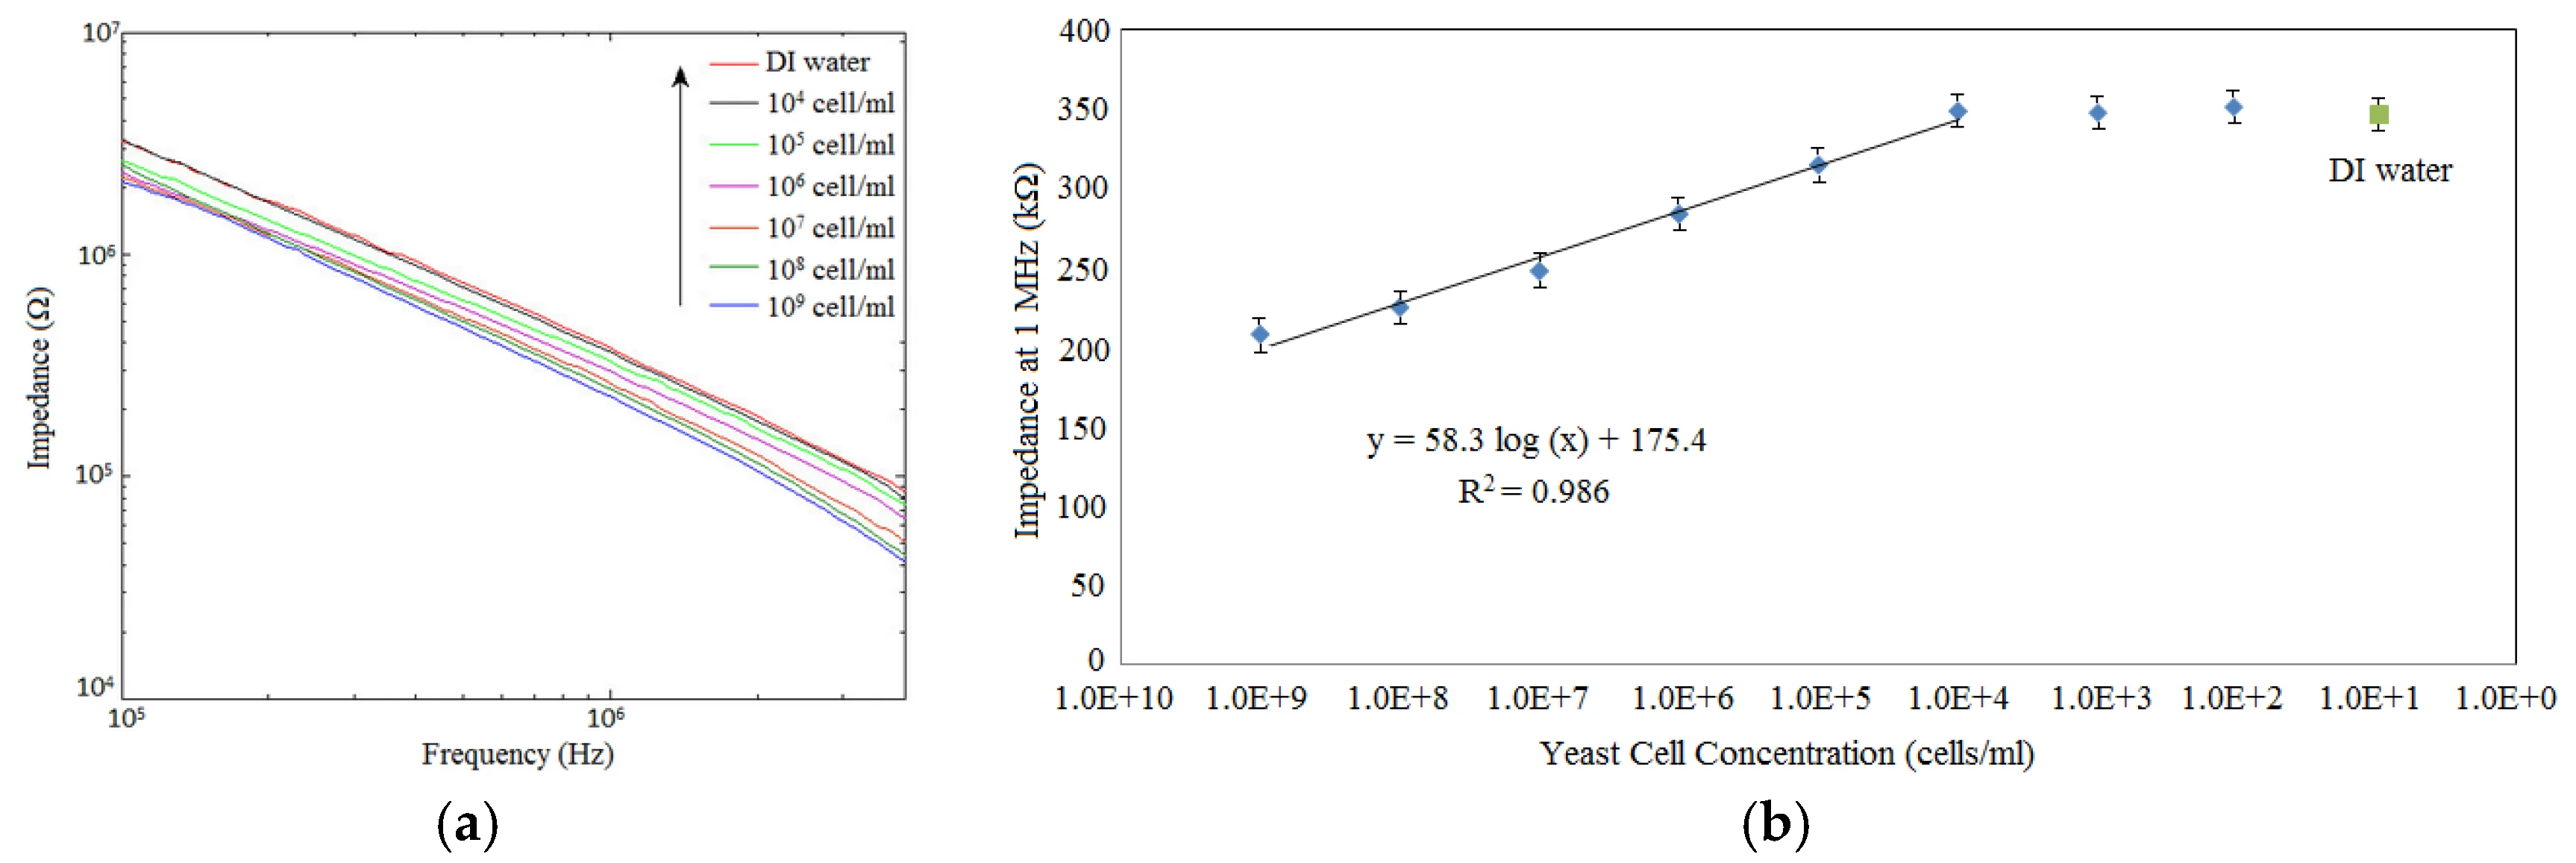 10⁷
10⁶
10⁵
10⁴
Impedance (Ω)
DI water
10⁴ cell/ml
10⁵ cell/ml
10⁶ cell/ml
10⁷ cell/ml
10⁸ cell/ml
10⁹ cell/ml
10⁵ 10⁶
Frequency (Hz)
(a)
400
350
300
250
200
150
100
50
0
Impedance at 1 MHz (kΩ)
DI water
y = 58.3 log (x) + 175.4
R² = 0.986
1.0E+10 1.0E+9 1.0E+8 1.0E+7 1.0E+6 1.0E+5 1.0E+4 1.0E+3 1.0E+2 1.0E+1 1.0E+0
Yeast Cell Concentration (cells/ml)
(b)